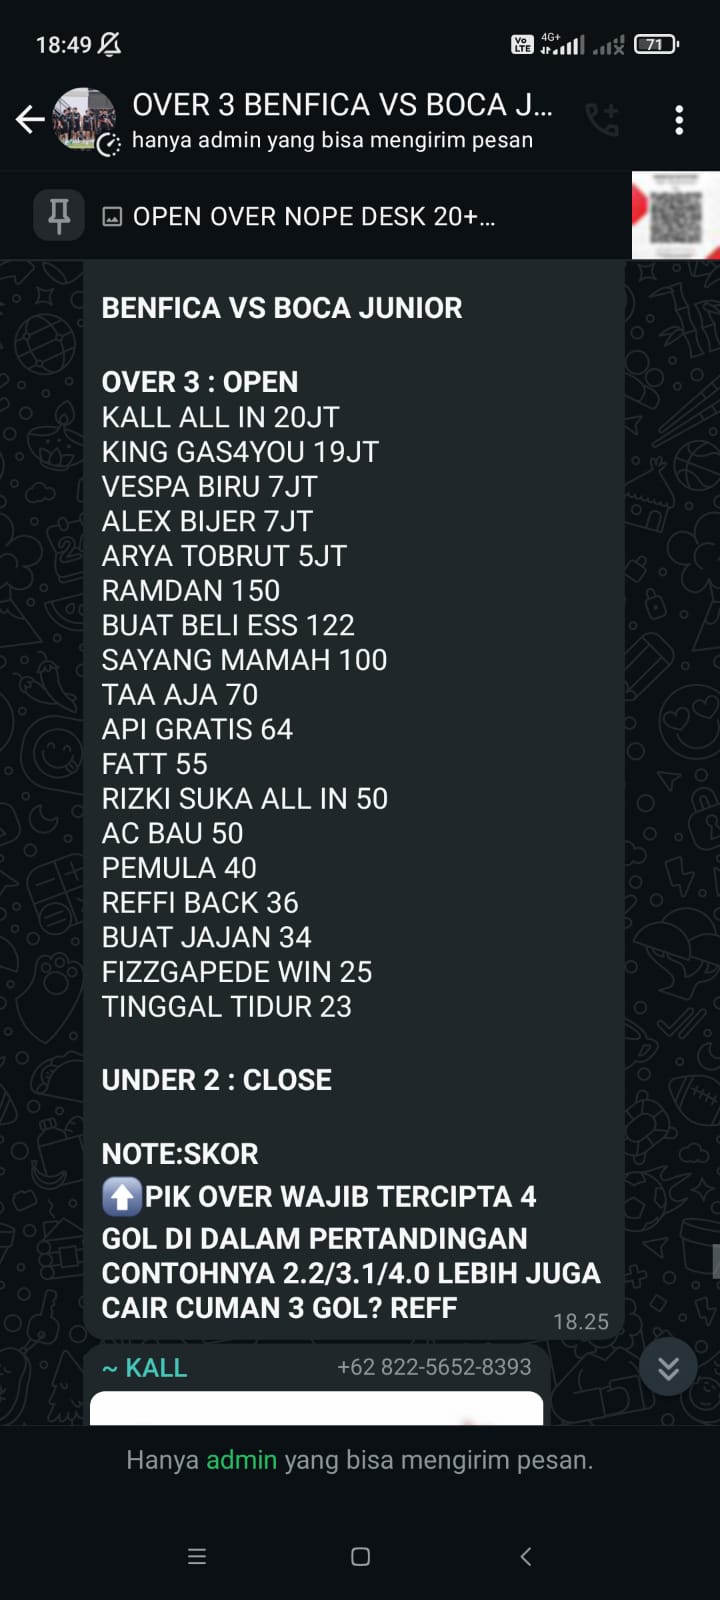 18:49
Vo LTE 4G+ 71
OVER 3 BENFICA VS BOCA J...
hanya admin yang bisa mengirim pesan
OPEN OVER NOPE DESK 20+...
BENFICA VS BOCA JUNIOR
OVER 3 : OPEN
KALL ALL IN 20JT
KING GAS4YOU 19JT
VESPA BIRU 7JT
ALEX BIJER 7JT
ARYA TOBRUT 5JT
RAMDAN 150
BUAT BELI ESS 122
SAYANG MAMAH 100
TAA AJA 70
API GRATIS 64
FATT 55
RIZKI SUKA ALL IN 50
AC BAU 50
PEMULA 40
REFFI BACK 36
BUAT JAJAN 34
FIZZGAPEDE WIN 25
TINGGAL TIDUR 23
UNDER 2 : CLOSE
NOTE:SKOR
⬆️PIK OVER WAJIB TERCIPTA 4
GOL DI DALAM PERTANDINGAN
CONTOHNYA 2.2/3.1/4.0 LEBIH JUGA
CAIR CUMAN 3 GOL? REFF
18.25
~ KALL +62 822-5652-8393
Hanya admin yang bisa mengirim pesan.